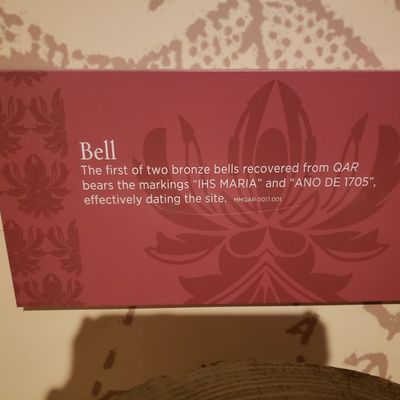 Bell
The first of two bronze bells recovered from QAR
bears the markings “IHS MARIA” and “ANO DE 1705”,
effectively dating the site. MMQAR 0017.001